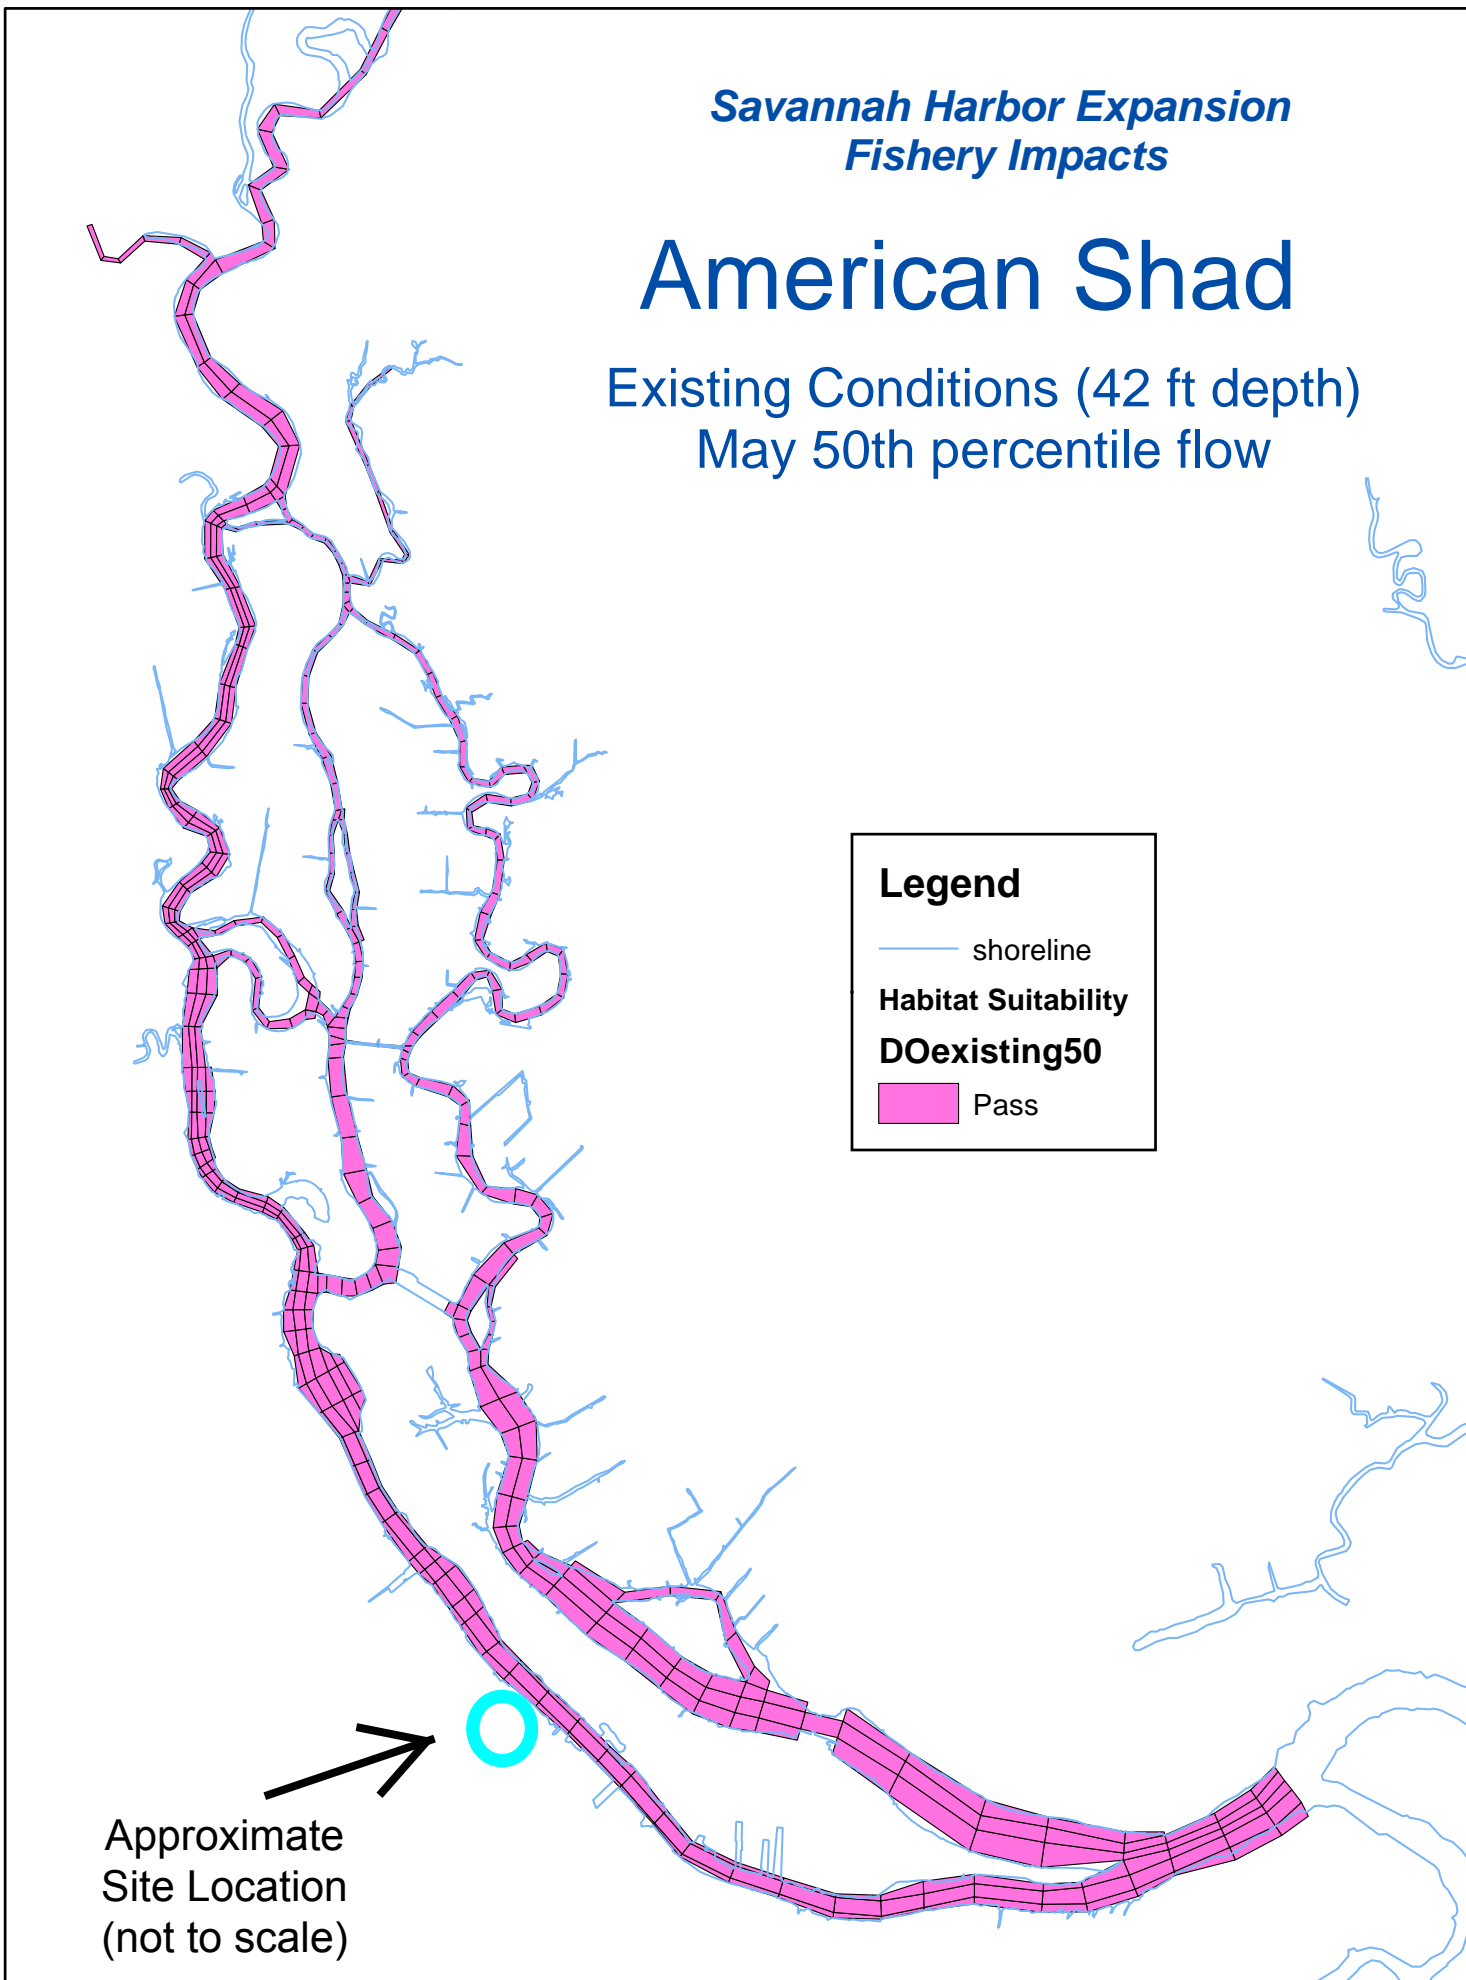 Savannah Harbor Expansion
Fishery Impacts
American Shad
Existing Conditions (42 ft depth)
May 50th percentile flow
Legend
shoreline
Habitat Suitability
DOexisting50
Pass
Approximate
Site Location
(not to scale)